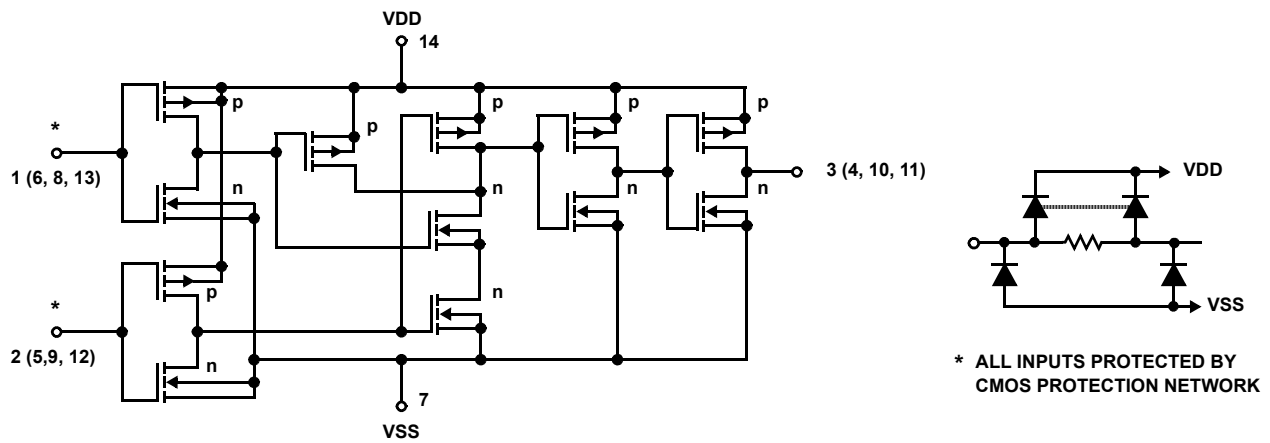 VDD
14
p
p
p
p
p
*
1 (6, 8, 13)
n
n
n
n
3 (4, 10, 11)
*
2 (5,9, 12)
p
n
n
7
VSS
VDD
VSS
* ALL INPUTS PROTECTED BY
CMOS PROTECTION NETWORK